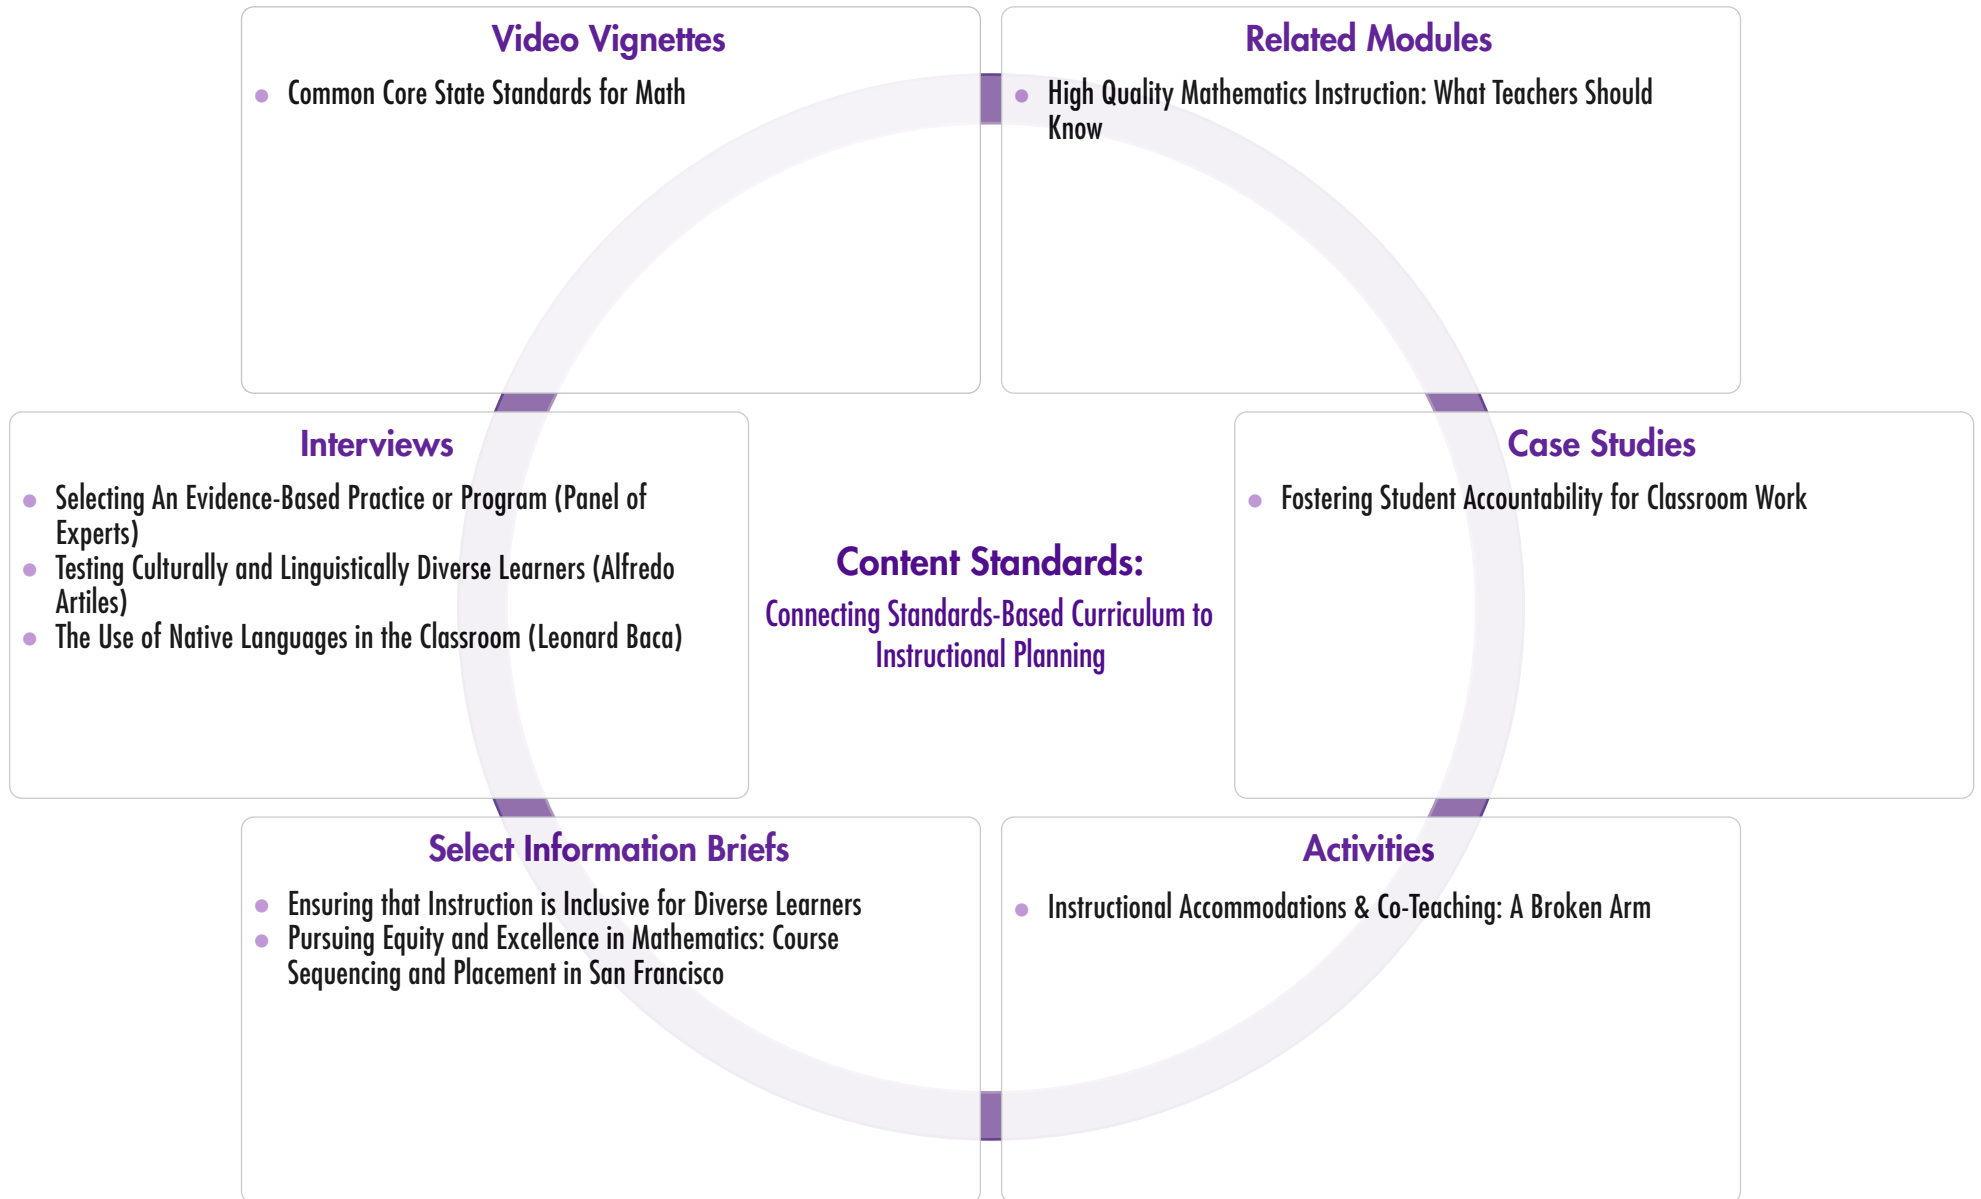 Video Vignettes
Common Core State Standards for Math
Related Modules
High Quality Mathematics Instruction: What Teachers Should
Know
Interviews
Selecting An Evidence-Based Practice or Program (Panel of
Experts)
Testing Culturally and Linguistically Diverse Learners (Alfredo
Artiles)
The Use of Native Languages in the Classroom (Leonard Baca)
Content Standards:
Connecting Standards-Based Curriculum to
Instructional Planning
Case Studies
Fostering Student Accountability for Classroom Work
Select Information Briefs
Ensuring that Instruction is Inclusive for Diverse Learners
Pursuing Equity and Excellence in Mathematics: Course
Sequencing and Placement in San Francisco
Activities
Instructional Accommodations & Co-Teaching: A Broken Arm